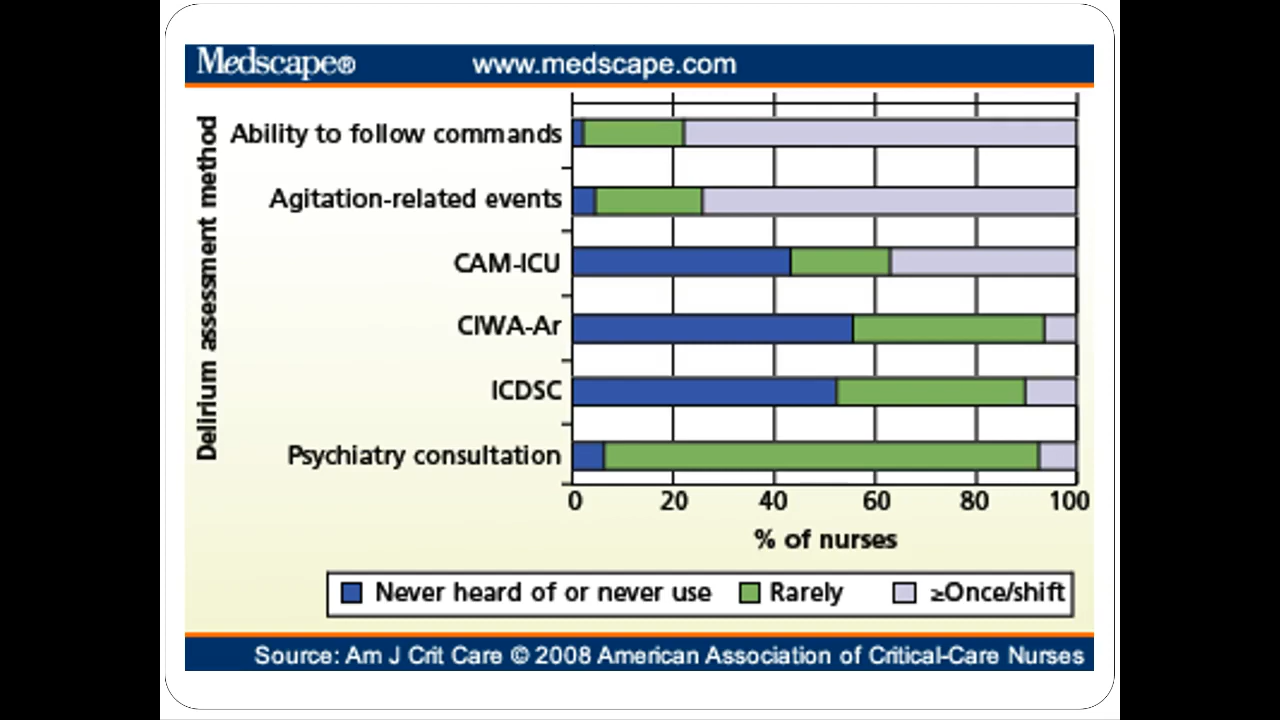 Medscape® www.medscape.com
Delirium assessment method
Ability to follow commands
Agitation-related events
CAM-ICU
CIWA-Ar
ICDSC
Psychiatry consultation
0 20 40 60 80 100
% of nurses
Never heard of or never use Rarely ≥Once/shift
Source: Am J Crit Care © 2008 American Association of Critical-Care Nurses